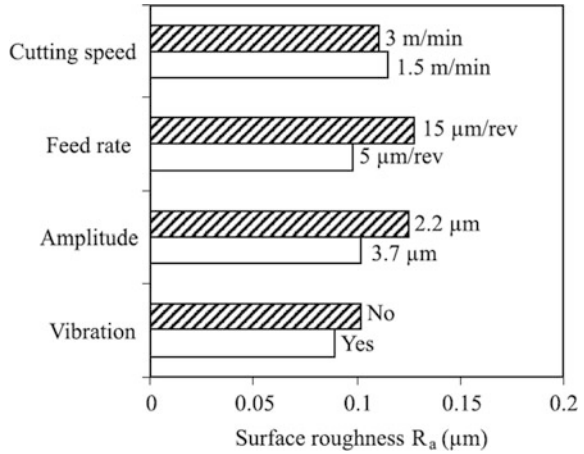 Cutting speed
3 m/min
1.5 m/min
Feed rate
15 µm/rev
5 µm/rev
Amplitude
2.2 µm
3.7 µm
Vibration
No
Yes
0 0.05 0.1 0.15 0.2
Surface roughness Ra (µm)